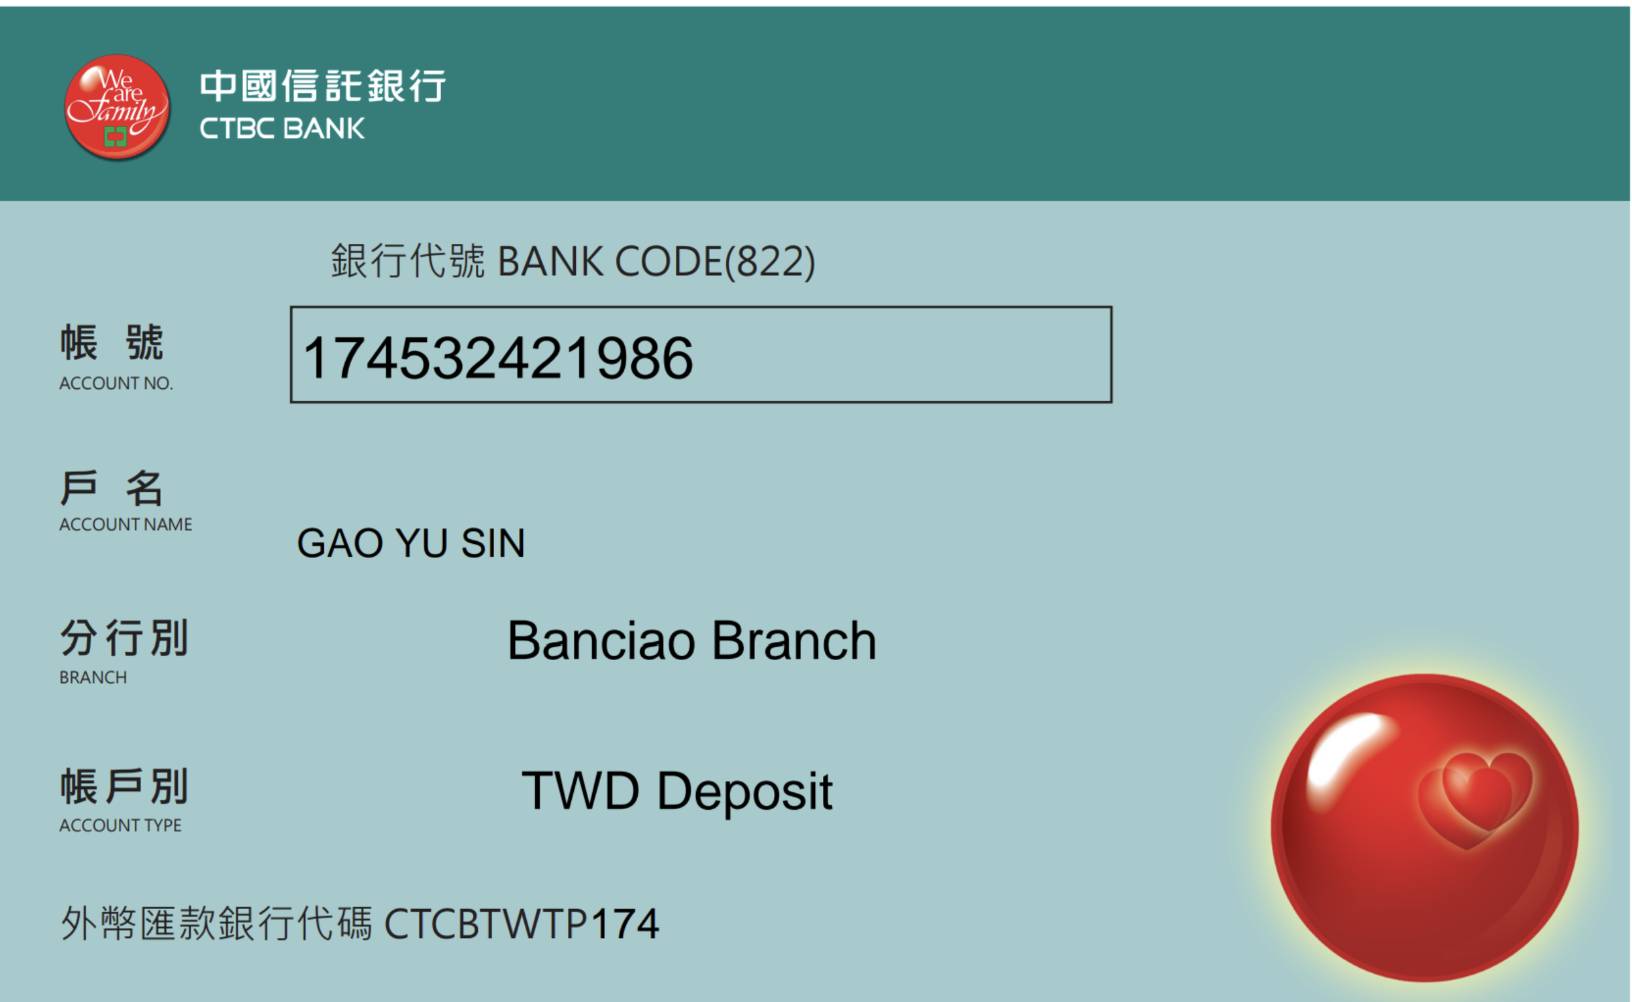 We
are
Family
中國信託銀行
CTBC BANK
銀行代號 BANK CODE(822)
帳 號
ACCOUNT NO.
174532421986
戶 名
ACCOUNT NAME
GAO YU SIN
分行別
BRANCH
Banciao Branch
帳戶別
ACCOUNT TYPE
TWD Deposit
外幣匯款銀行代碼 CTCBTWTP174